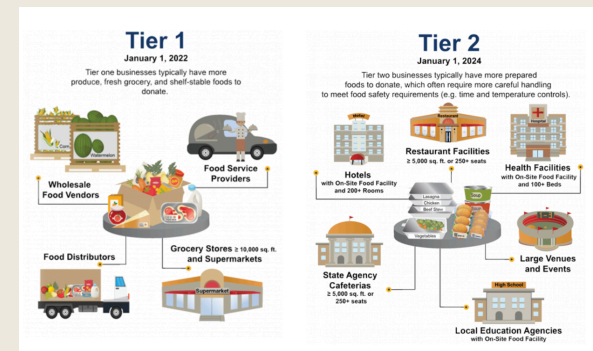 Tier 1
January 1, 2022
Tier one businesses typically have more
produce, fresh grocery, and shelf-stable foods to
donate.
Corn
Watermelon
Wholesale
Food Vendors
Food Service
Providers
Food Distributors
Grocery Stores ≥ 10,000 sq. ft.
and Supermarkets
Supermarket
Tier 2
January 1, 2024
Tier two businesses typically have more prepared
foods to donate, which often require more careful handling
to meet food safety requirements (e.g. time and temperature controls).
Hotels
with On-Site Food Facility
and 200+ Rooms
Restaurant
Restaurant Facilities
≥ 5,000 sq. ft. or 250+ seats
Hospital
Health Facilities
with On-Site Food Facility
and 100+ Beds
Lasagna
Chicken
Beef Stew
Vegetables
State Agency
Cafeterias
≥ 5,000 sq. ft. or
250+ seats
Large Venues
and Events
High School
Local Education Agencies
with On-Site Food Facility